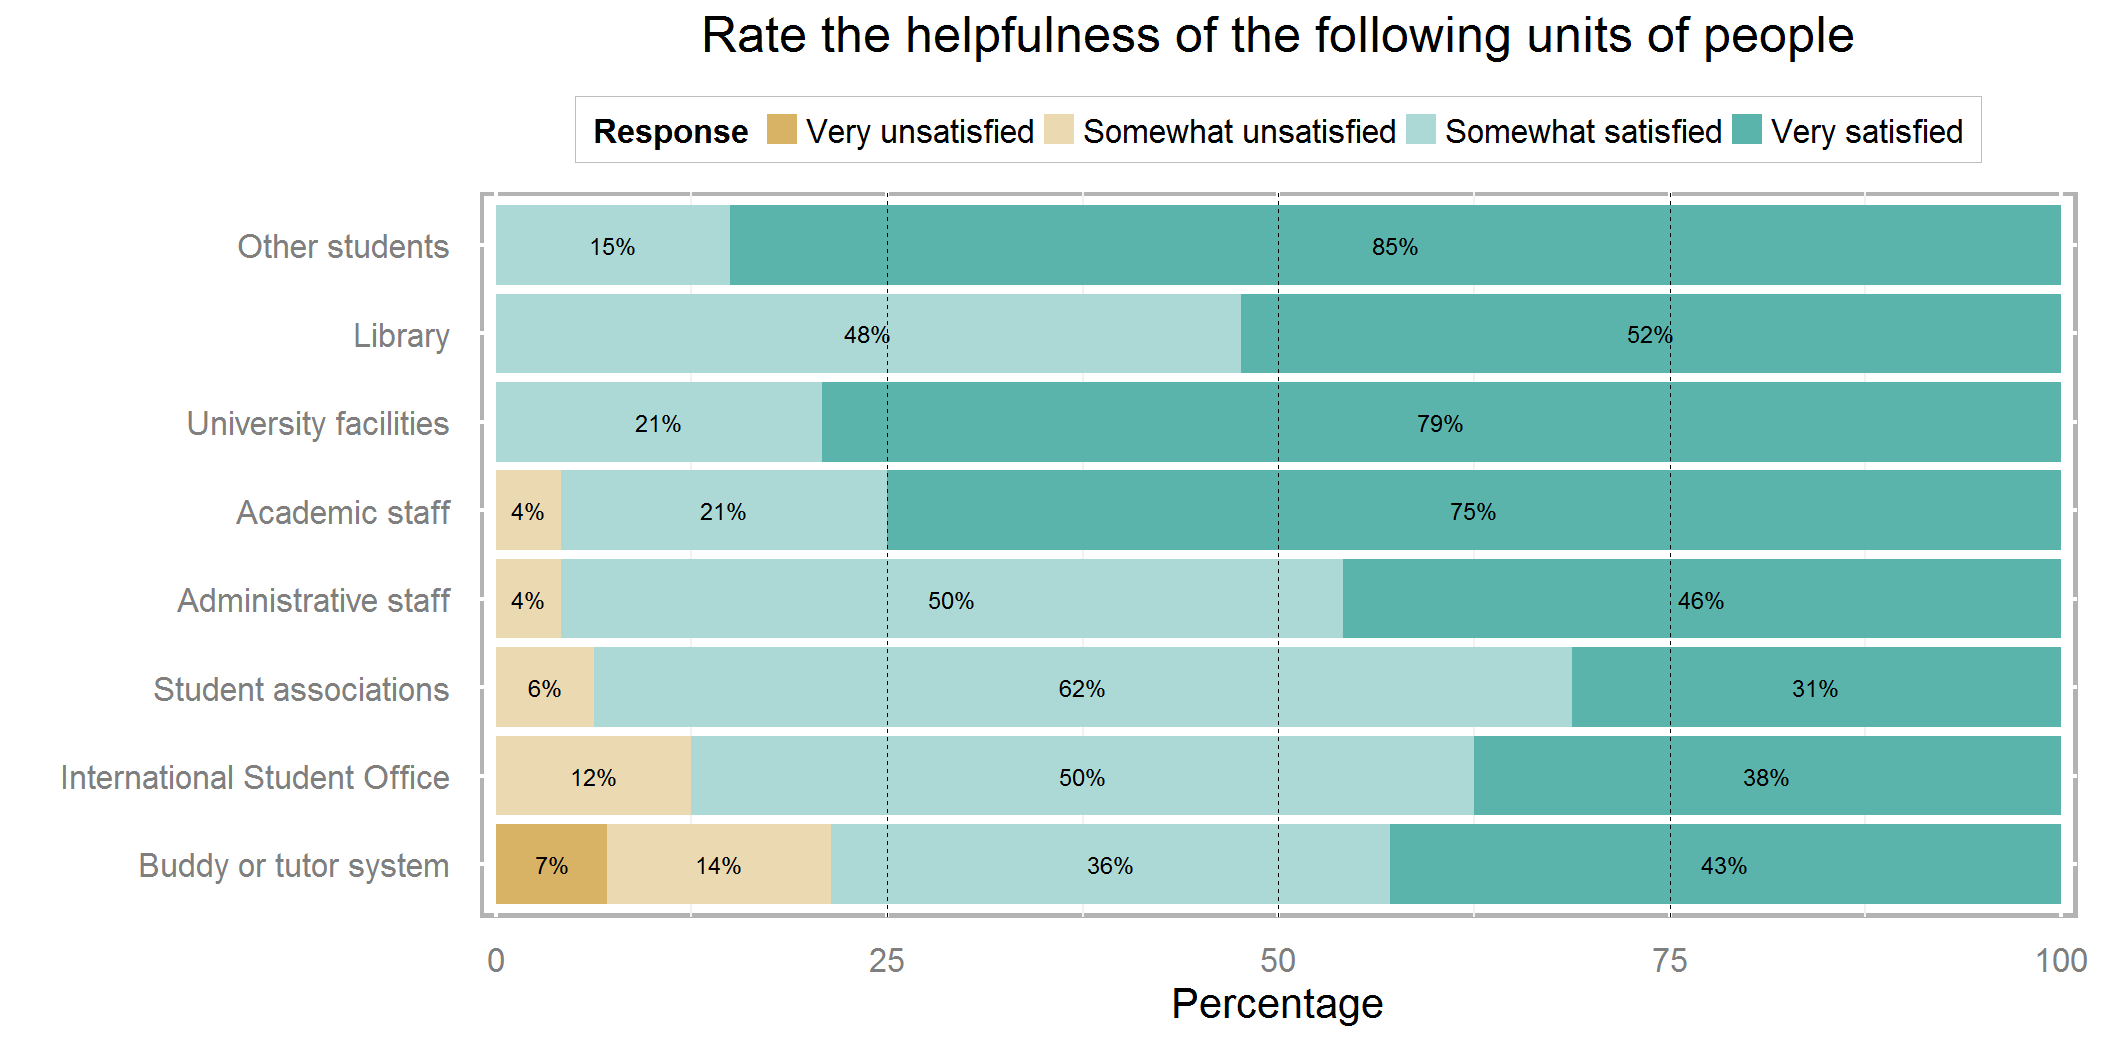 Rate the helpfulness of the following units of people
Response Very unsatisfied Somewhat unsatisfied Somewhat satisfied Very satisfied
Other students 15% 85%
Library 48% 52%
University facilities 21% 79%
Academic staff 4% 21% 75%
Administrative staff 4% 50% 46%
Student associations 6% 62% 31%
International Student Office 12% 50% 38%
Buddy or tutor system 7% 14% 36% 43%
0 25 50 75 100
Percentage